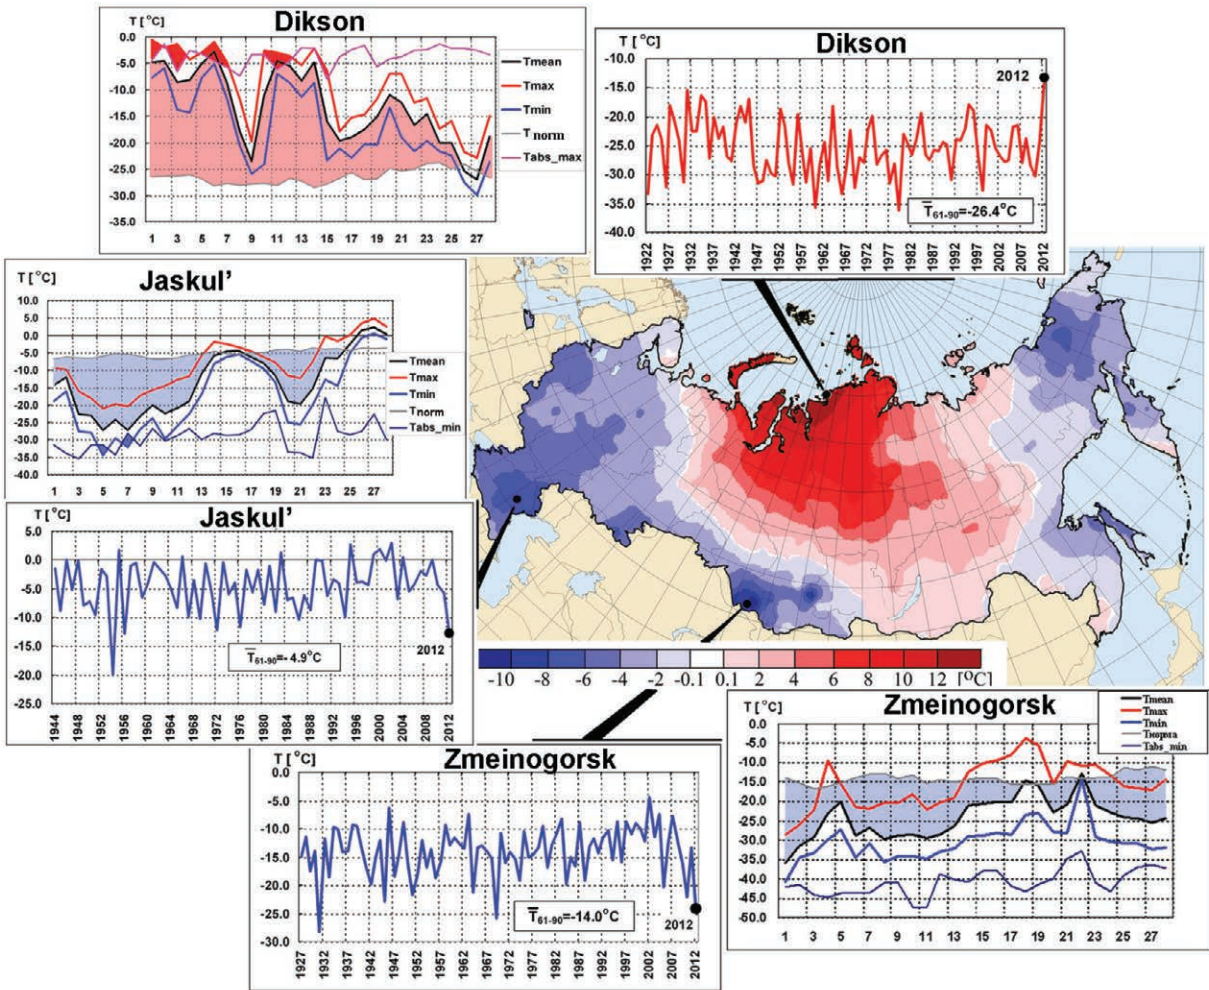 Dikson
T [ °C]
0.0
-5.0
-10.0
-15.0
-20.0
-25.0
-30.0
-35.0
1 3 5 7 9 11 13 15 17 19 21 23 25 27
Tmean
Tmax
Tmin
Tnorm
Tabs_max
Dikson
T [ °C]
-10.0
-15.0
-20.0
-25.0
-30.0
-35.0
-40.0
2012
T̅61-90=-26.4°C
1922 1927 1932 1937 1942 1947 1952 1957 1962 1967 1972 1977 1982 1987 1992 1997 2002 2007 2012
Jaskul’
T [ °C]
10.0
5.0
0.0
-5.0
-10.0
-15.0
-20.0
-25.0
-30.0
-35.0
-40.0
1 3 5 7 9 11 13 15 17 19 21 23 25 27
Tmean
Tmax
Tmin
Tnorm
Tabs_min
Jaskul’
T [ °C]
5.0
0.0
-5.0
-10.0
-15.0
-20.0
-25.0
T̅61-90=- 4.9°C
2012
1944 1948 1952 1956 1960 1964 1968 1972 1976 1980 1984 1988 1992 1996 2000 2004 2008 2012
-10 -8 -6 -4 -2 -0.1 0.1 2 4 6 8 10 12 [°C]
Zmeinogorsk
T [ °C]
0.0
-5.0
-10.0
-15.0
-20.0
-25.0
-30.0
T̅61-90=-14.0°C
2012
1927 1932 1937 1942 1947 1952 1957 1962 1967 1972 1977 1982 1987 1992 1997 2002 2007 2012
Zmeinogorsk
T [ °C]
0.0
-5.0
-10.0
-15.0
-20.0
-25.0
-30.0
-35.0
-40.0
-45.0
-50.0
1 3 5 7 9 11 13 15 17 19 21 23 25 27
Tmean
Tmax
Tmin
Tнорма
Tabs_min